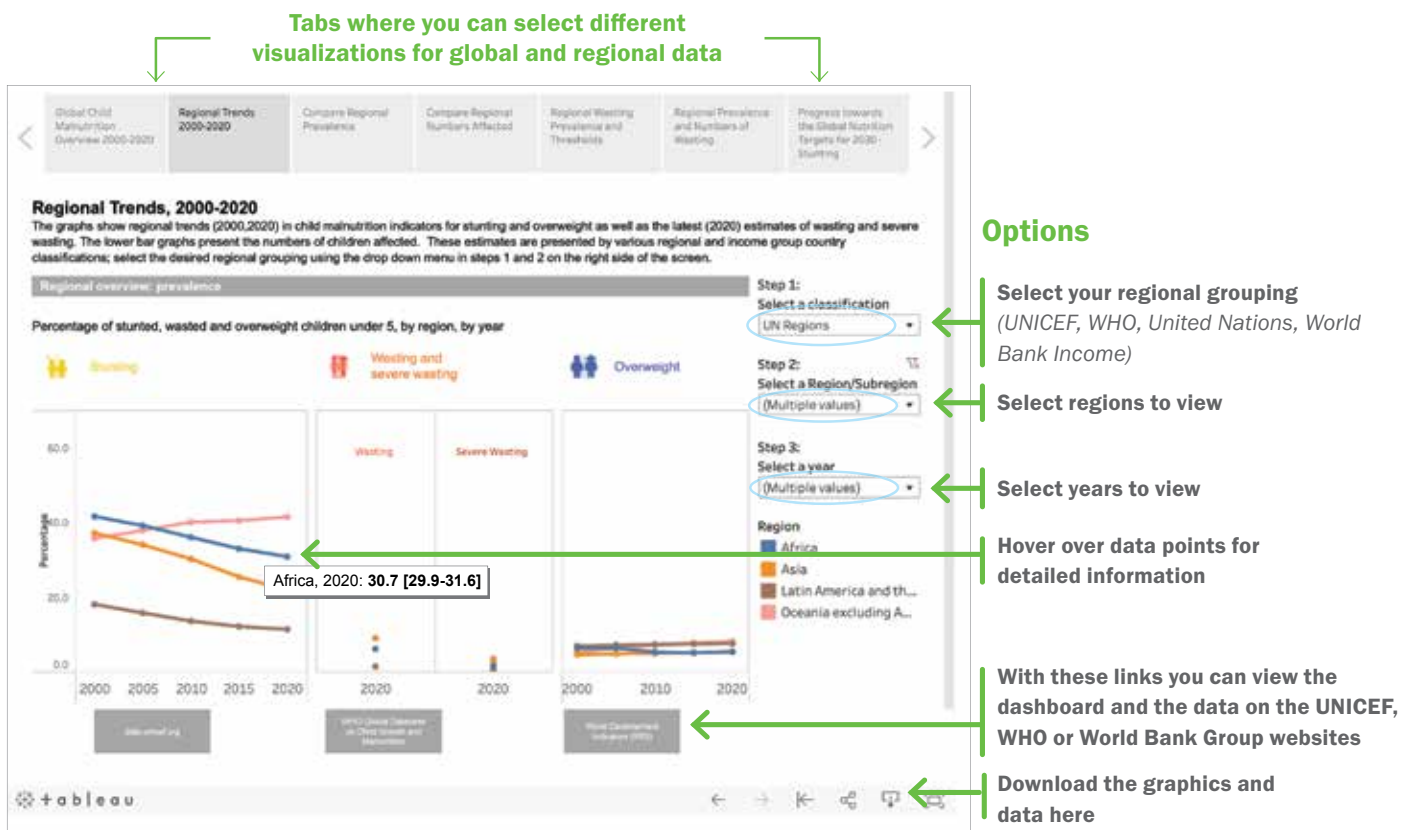 Tabs where you can select different
visualizations for global and regional data
Global Child
Malnutrition
Overview 2000-2020
Regional Trends
2000-2020
Compare Regional
Prevalence
Compare Regional
Numbers Affected
Regional Wasting
Prevalence and
Thresholds
Regional Prevalence
and Numbers of
Wasting
Progress towards
the Global Nutrition
Targets for 2030 -
Stunting
Regional Trends, 2000-2020
The graphs show regional trends (2000,2020) in child malnutrition indicators for stunting and overweight as well as the latest (2020) estimates of wasting and severe
wasting. The lower bar graphs present the numbers of children affected. These estimates are presented by various regional and income group country
classifications; select the desired regional grouping using the drop down menu in steps 1 and 2 on the right side of the screen.
Regional overview: prevalence
Percentage of stunted, wasted and overweight children under 5, by region, by year
Stunting
Wasting and
severe wasting
Overweight
Step 1:
Select a classification
UN Regions
Step 2:
Select a Region/Subregion
(Multiple values)
Step 3:
Select a year
(Multiple values)
Region
Africa
Asia
Latin America and th...
Oceania excluding A...
Percentage
60.0
40.0
20.0
0.0
Wasting
Severe Wasting
Africa, 2020: 30.7 [29.9-31.6]
2000 2005 2010 2015 2020
2020
2020
2000 2010 2020
data.unicef.org
WHO Global Database
on Child Growth and
Malnutrition
World Development
Indicators (WDI)
+ableau
Options
Select your regional grouping
(UNICEF, WHO, United Nations, World
Bank Income)
Select regions to view
Select years to view
Hover over data points for
detailed information
With these links you can view the
dashboard and the data on the UNICEF,
WHO or World Bank Group websites
Download the graphics and
data here